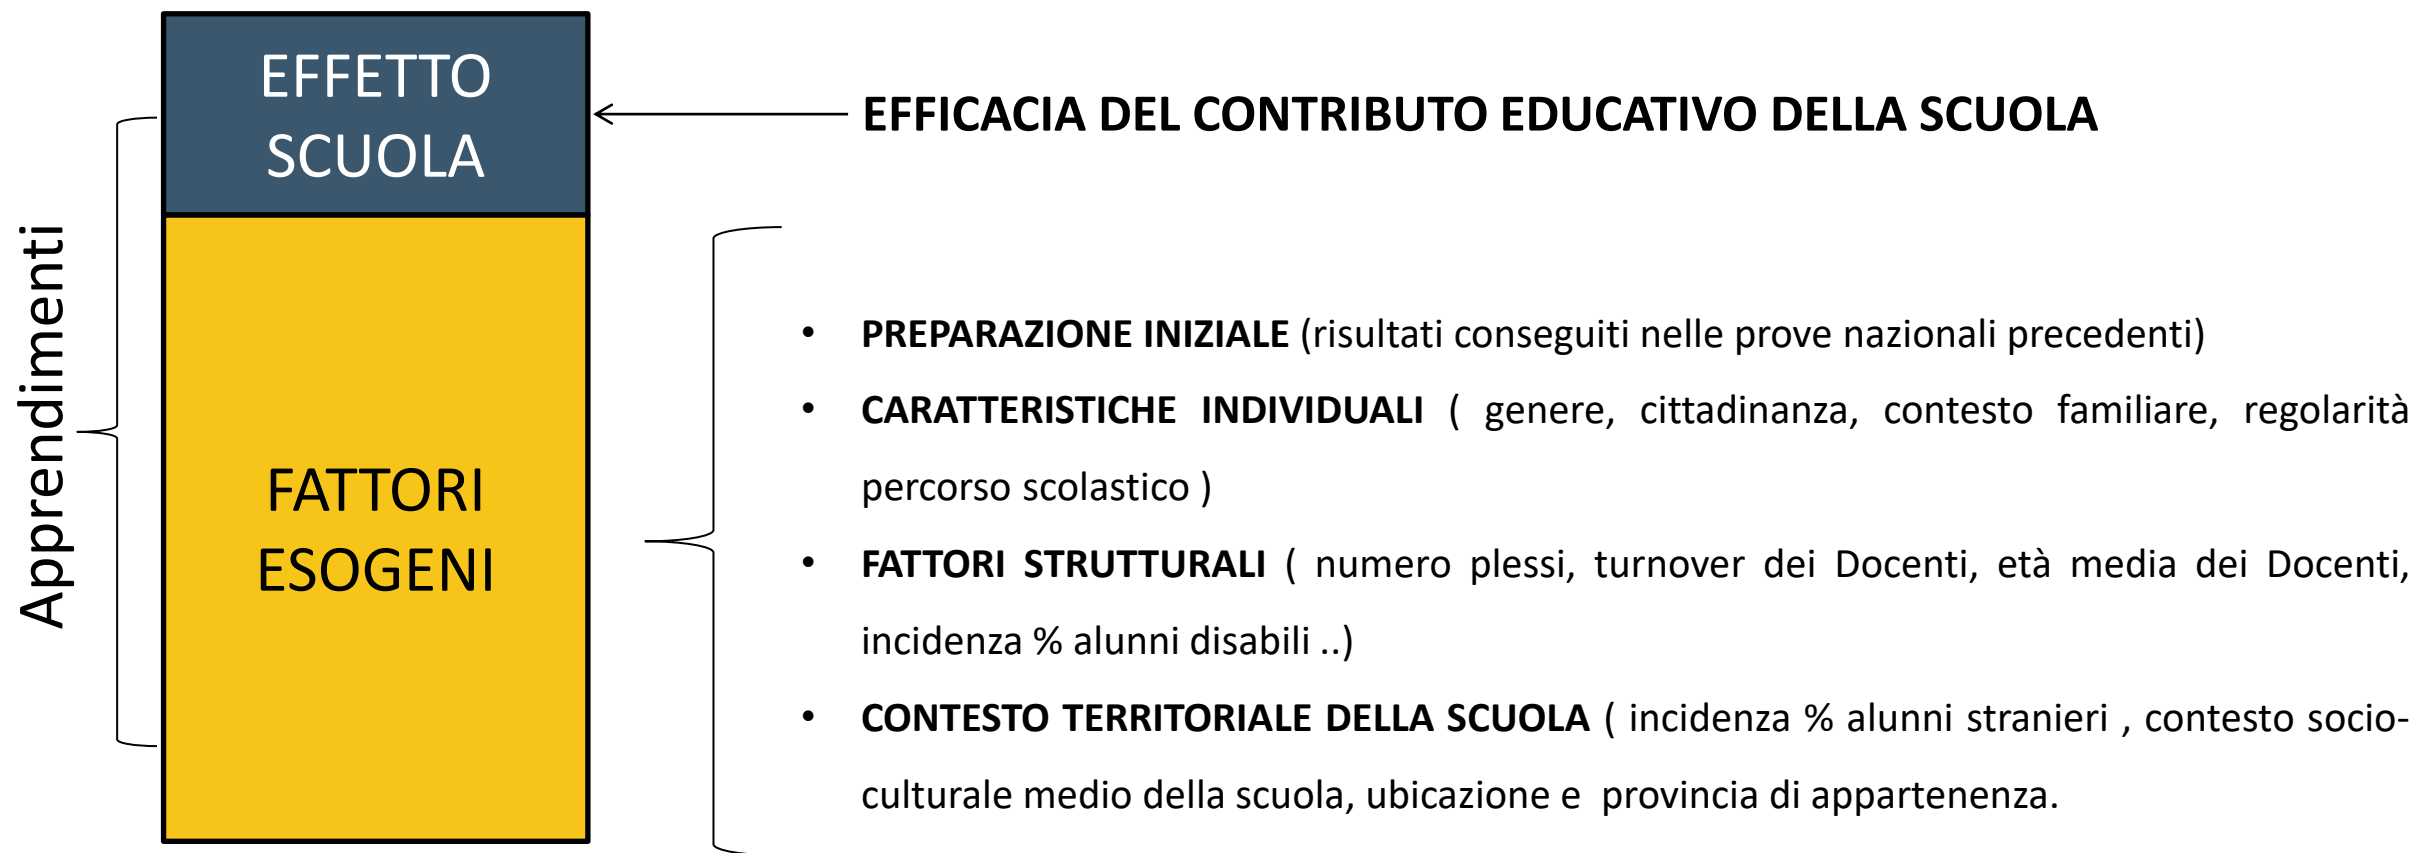 Apprendimenti
EFFETTO
SCUOLA
EFFICACIA DEL CONTRIBUTO EDUCATIVO DELLA SCUOLA
FATTORI
ESOGENI
• PREPARAZIONE INIZIALE (risultati conseguiti nelle prove nazionali precedenti)
• CARATTERISTICHE INDIVIDUALI ( genere, cittadinanza, contesto familiare, regolarità
percorso scolastico )
• FATTORI STRUTTURALI ( numero plessi, turnover dei Docenti, età media dei Docenti,
incidenza % alunni disabili ..)
• CONTESTO TERRITORIALE DELLA SCUOLA ( incidenza % alunni stranieri , contesto socio-
culturale medio della scuola, ubicazione e provincia di appartenenza.